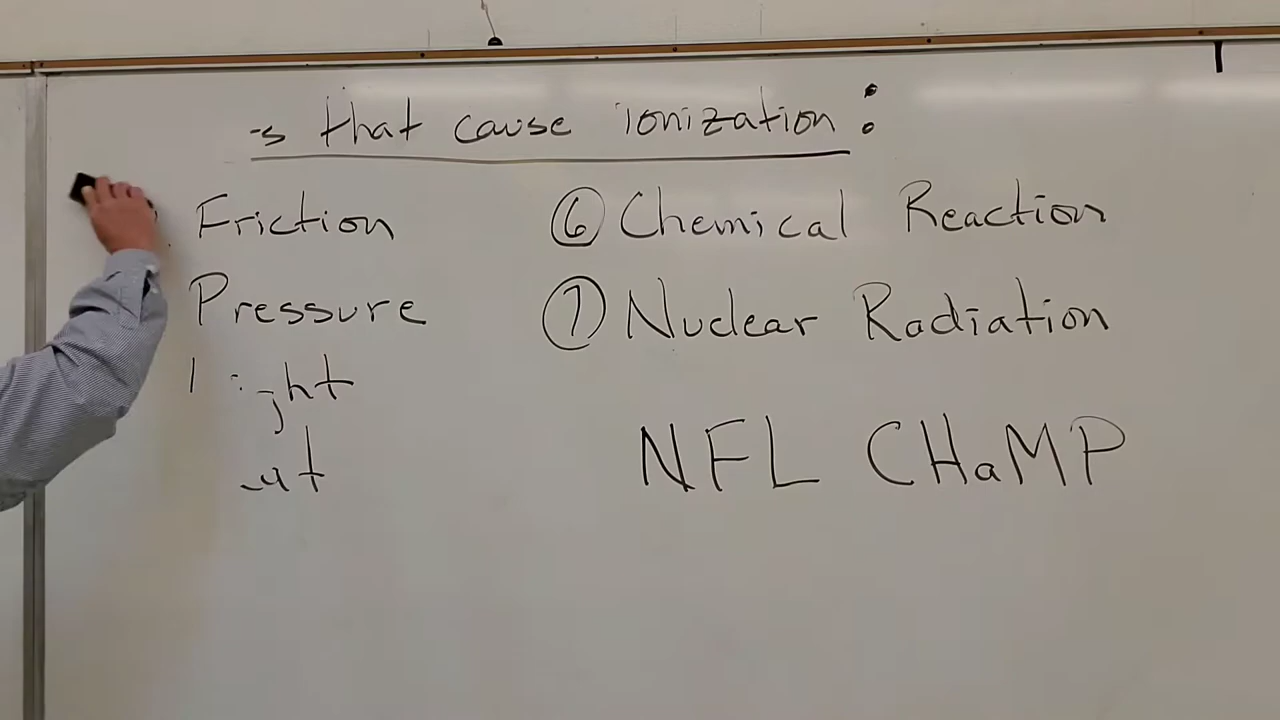 that cause ionization:
Friction
Pressure
⑥ Chemical Reaction
⑦ Nuclear Radiation
NFL CHaMP